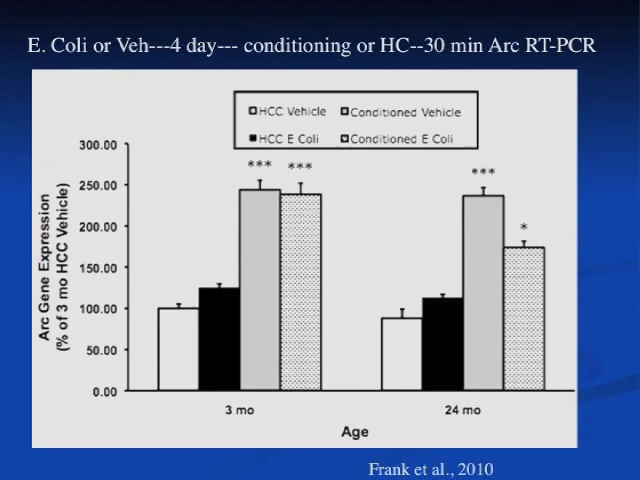 E. Coli or Veh---4 day--- conditioning or HC--30 min Arc RT-PCR
HCC Vehicle
Conditioned Vehicle
HCC E Coli
Conditioned E Coli
300.00
250.00
200.00
150.00
100.00
50.00
0.00
Arc Gene Expression
(% of 3 mo HCC Vehicle)
*** ***
***
*
3 mo
24 mo
Age
Frank et al., 2010